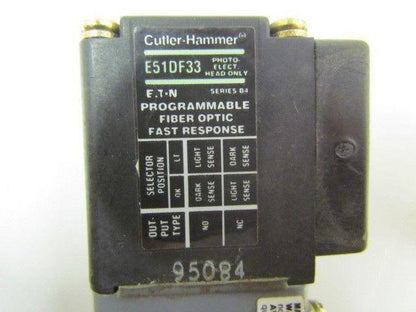 Cutler-Hammer
E51DF33 PHOTO-ELECT. HEAD ONLY
E.T.N SERIES B4
PROGRAMMABLE
FIBER OPTIC
FAST RESPONSE
SELECTOR POSITION LT LIGHT SENSE DARK SENSE
DK DARK SENSE LIGHT SENSE
OUT-PUT TYPE NO NC
95084